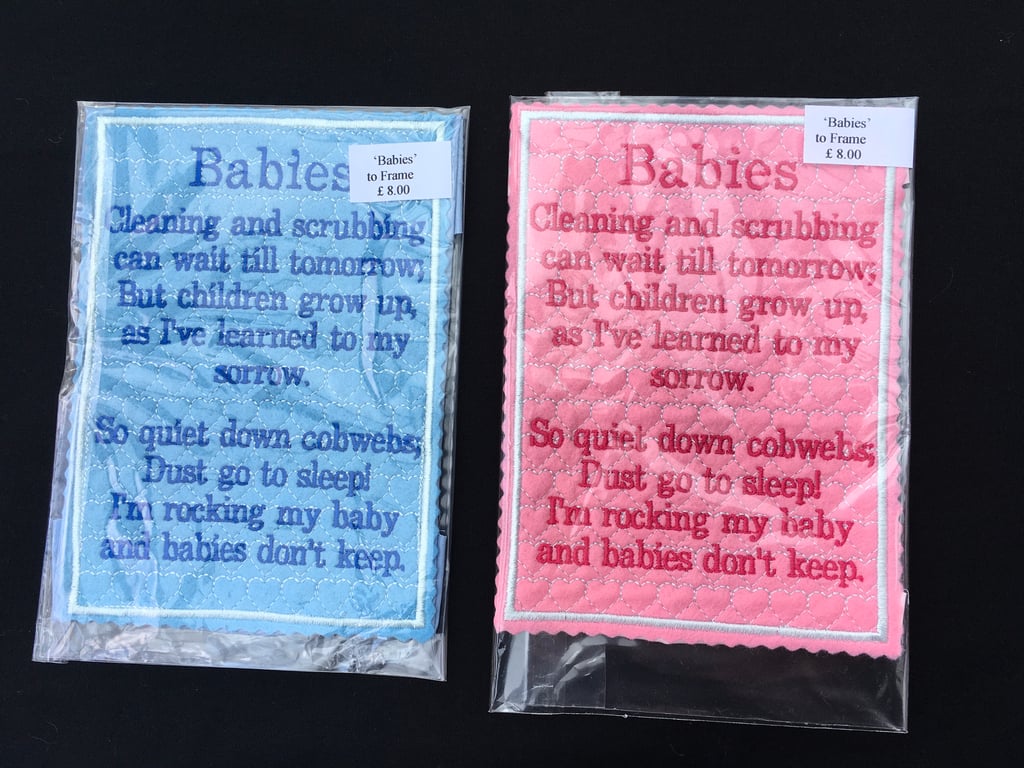 'Babies'
to Frame
£ 8.00
Babies
Cleaning and scrubbing
can wait till tomorrow;
But children grow up,
as I've learned to my
sorrow.
So quiet down cobwebs;
Dust go to sleep!
I'm rocking my baby
and babies don't keep.
'Babies'
to Frame
£ 8.00
Babies
Cleaning and scrubbing
can wait till tomorrow;
But children grow up,
as I've learned to my
sorrow.
So quiet down cobwebs;
Dust go to sleep!
I'm rocking my baby
and babies don't keep.